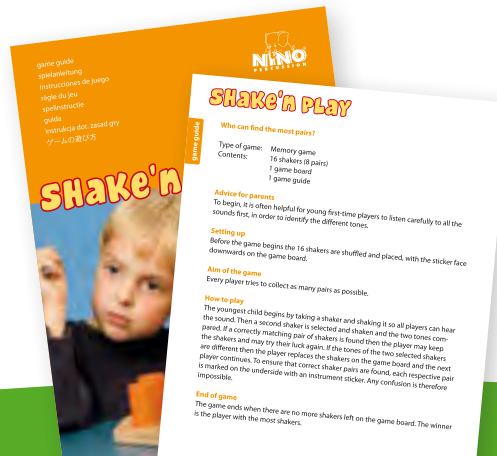 game guide
spielanleitung
instrucciones de juego
règle du jeu
spelinstructie
guida
instrukcja dot. zasad gry
ゲームの遊び方
NINO
PERCUSSION
SHake'n
SHake'n PLay
game guide
Who can find the most pairs?
Type of game: Memory game
Contents: 16 shakers (8 pairs)
1 game board
1 game guide
Advice for parents
To begin, it is often helpful for young first-time players to listen carefully to all the
sounds first, in order to identify the different tones.
Setting up
Before the game begins the 16 shakers are shuffled and placed, with the sticker face
downwards on the game board.
Aim of the game
Every player tries to collect as many pairs as possible.
How to play
The youngest child begins by taking a shaker and shaking it so all players can hear
the sound. Then a second shaker is selected and shaken and the two tones com-
pared. If a correctly matching pair of shakers is found then the player may keep
the shakers and may try their luck again. If the tones of the two selected shakers
are different then the player replaces the shakers on the game board and the next
player continues. To ensure that correct shaker pairs are found, each respective pair
is marked on the underside with an instrument sticker. Any confusion is therefore
impossible.
End of game
The game ends when there are no more shakers left on the game board. The winner
is the player with the most shakers.